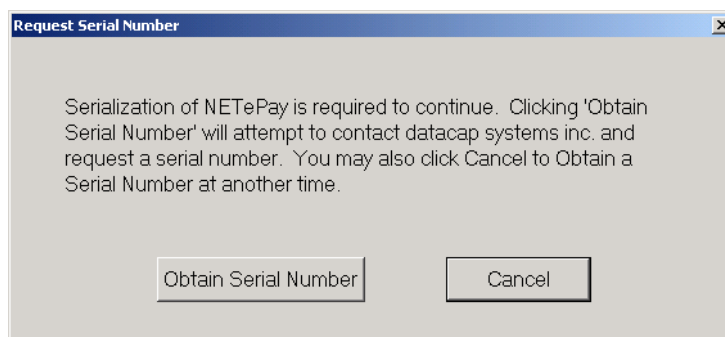 Request Serial Number
Serialization of NETePay is required to continue.  Clicking 'Obtain
Serial Number' will attempt to contact datacap systems inc. and
request a serial number.  You may also click Cancel to Obtain a
Serial Number at another time.
Obtain Serial Number
Cancel